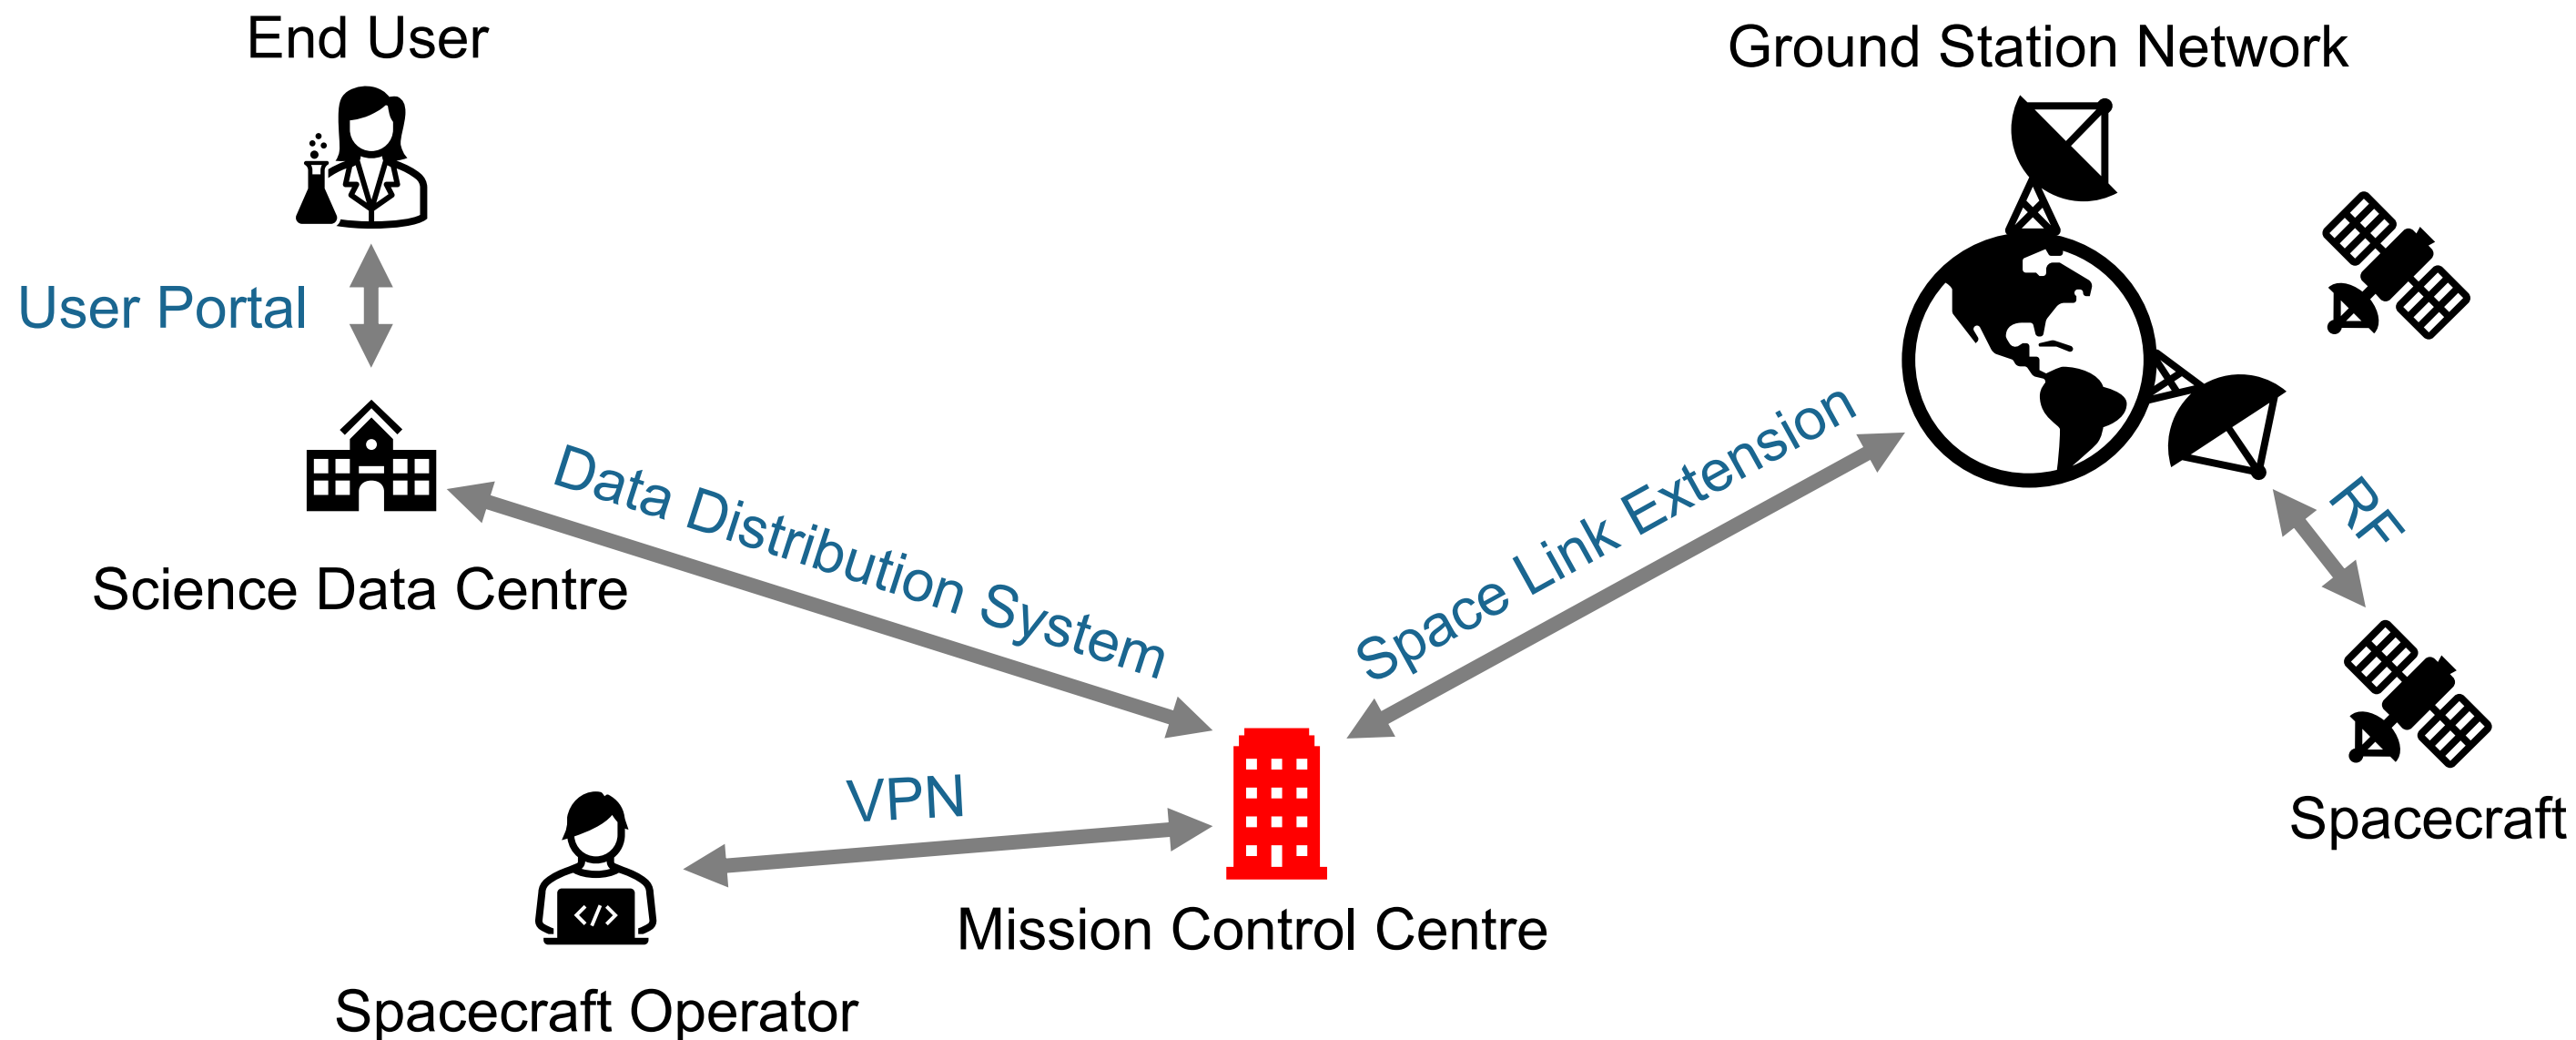 End User
Ground Station Network
User Portal
Data Distribution System
Space Link Extension
RF
Science Data Centre
VPN
</>
Spacecraft
Mission Control Centre
Spacecraft Operator